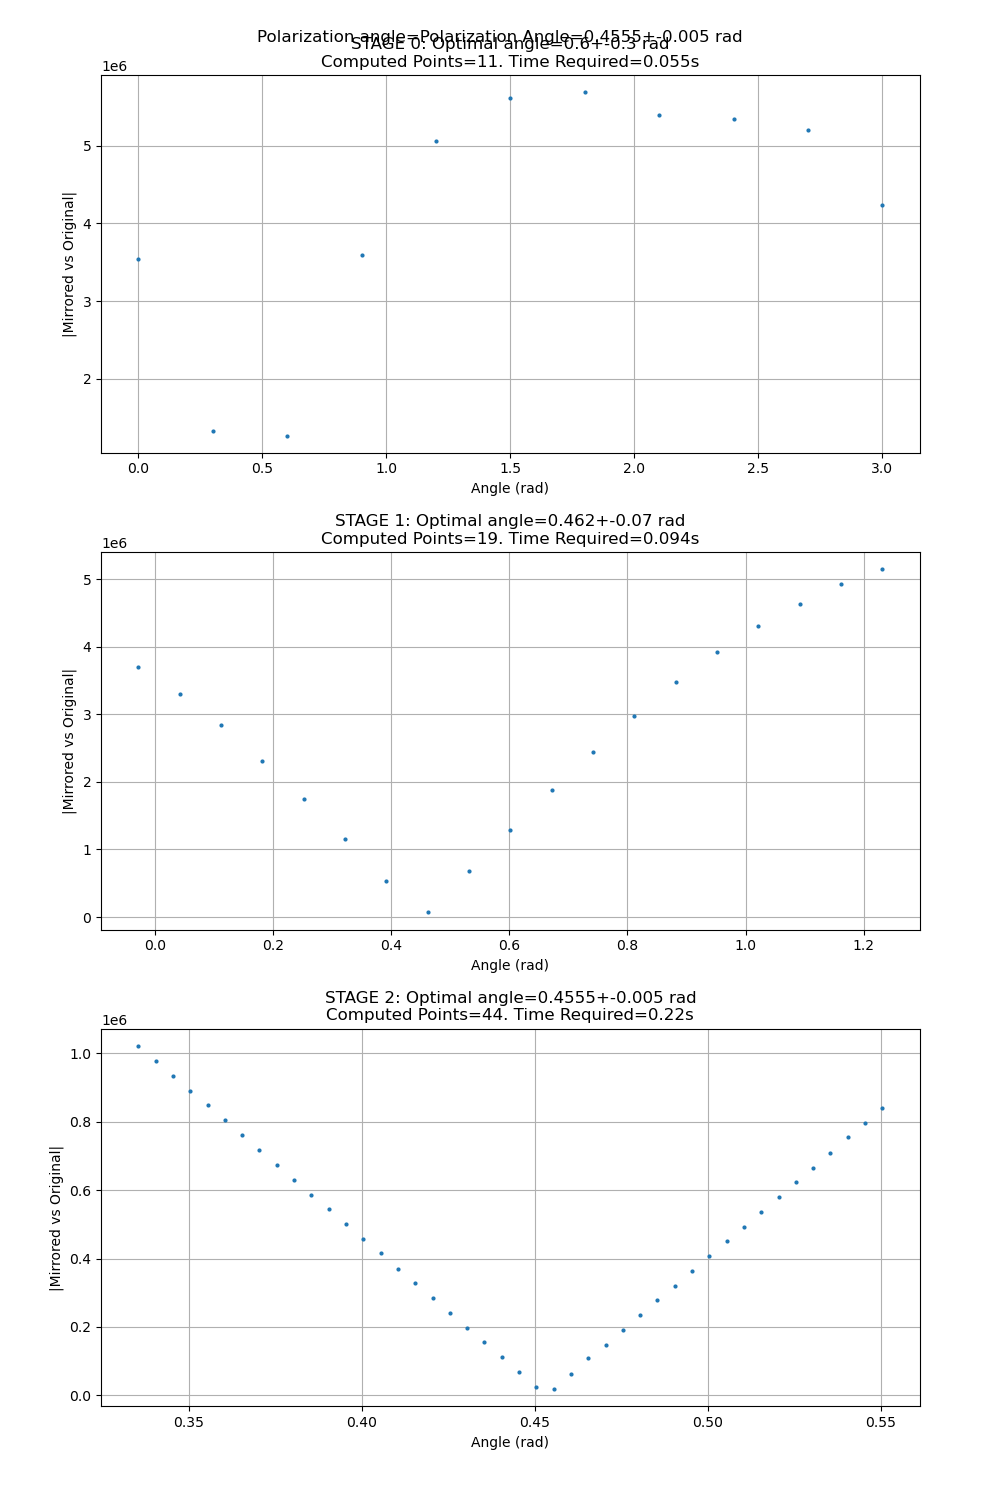 Polarization angle=Polarization Angle=0.4555+-0.005 rad
STAGE 0: Optimal angle=0.6+-0.3 rad
Computed Points=11. Time Required=0.055s
1e6
5
4
3
2
|Mirrored vs Original|
0.0 0.5 1.0 1.5 2.0 2.5 3.0
Angle (rad)
STAGE 1: Optimal angle=0.462+-0.07 rad
Computed Points=19. Time Required=0.094s
1e6
5
4
3
2
1
0
|Mirrored vs Original|
0.0 0.2 0.4 0.6 0.8 1.0 1.2
Angle (rad)
STAGE 2: Optimal angle=0.4555+-0.005 rad
Computed Points=44. Time Required=0.22s
1e6
1.0
0.8
0.6
0.4
0.2
0.0
|Mirrored vs Original|
0.35 0.40 0.45 0.50 0.55
Angle (rad)